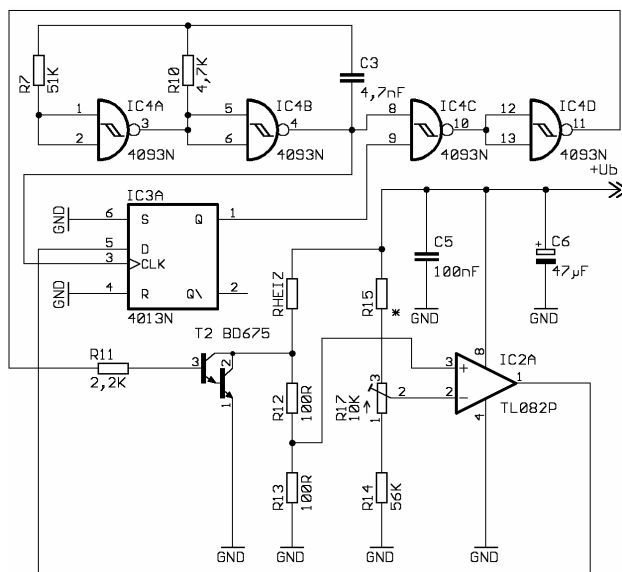 R7
51K
1
2
IC4A
3
4093N
R10
4,7K
5
6
IC4B
4
4093N
C3
4,7nF
8
9
IC4C
10
4093N
12
13
IC4D
11
4093N
+Ub
IC3A
GND
6
S
Q
1
5
D
3
CLK
GND
4
R
Q\
2
4013N
RHEIZ
R15
*
C5
100nF
GND
+
C6
47µF
GND
T2 BD675
R11
2,2K
3
2
1
R12
100R
R17
10K
3
2
1
3
+
2
-
8
IC2A
1
TL082P
4
R13
100R
R14
56K
GND
GND
GND
GND